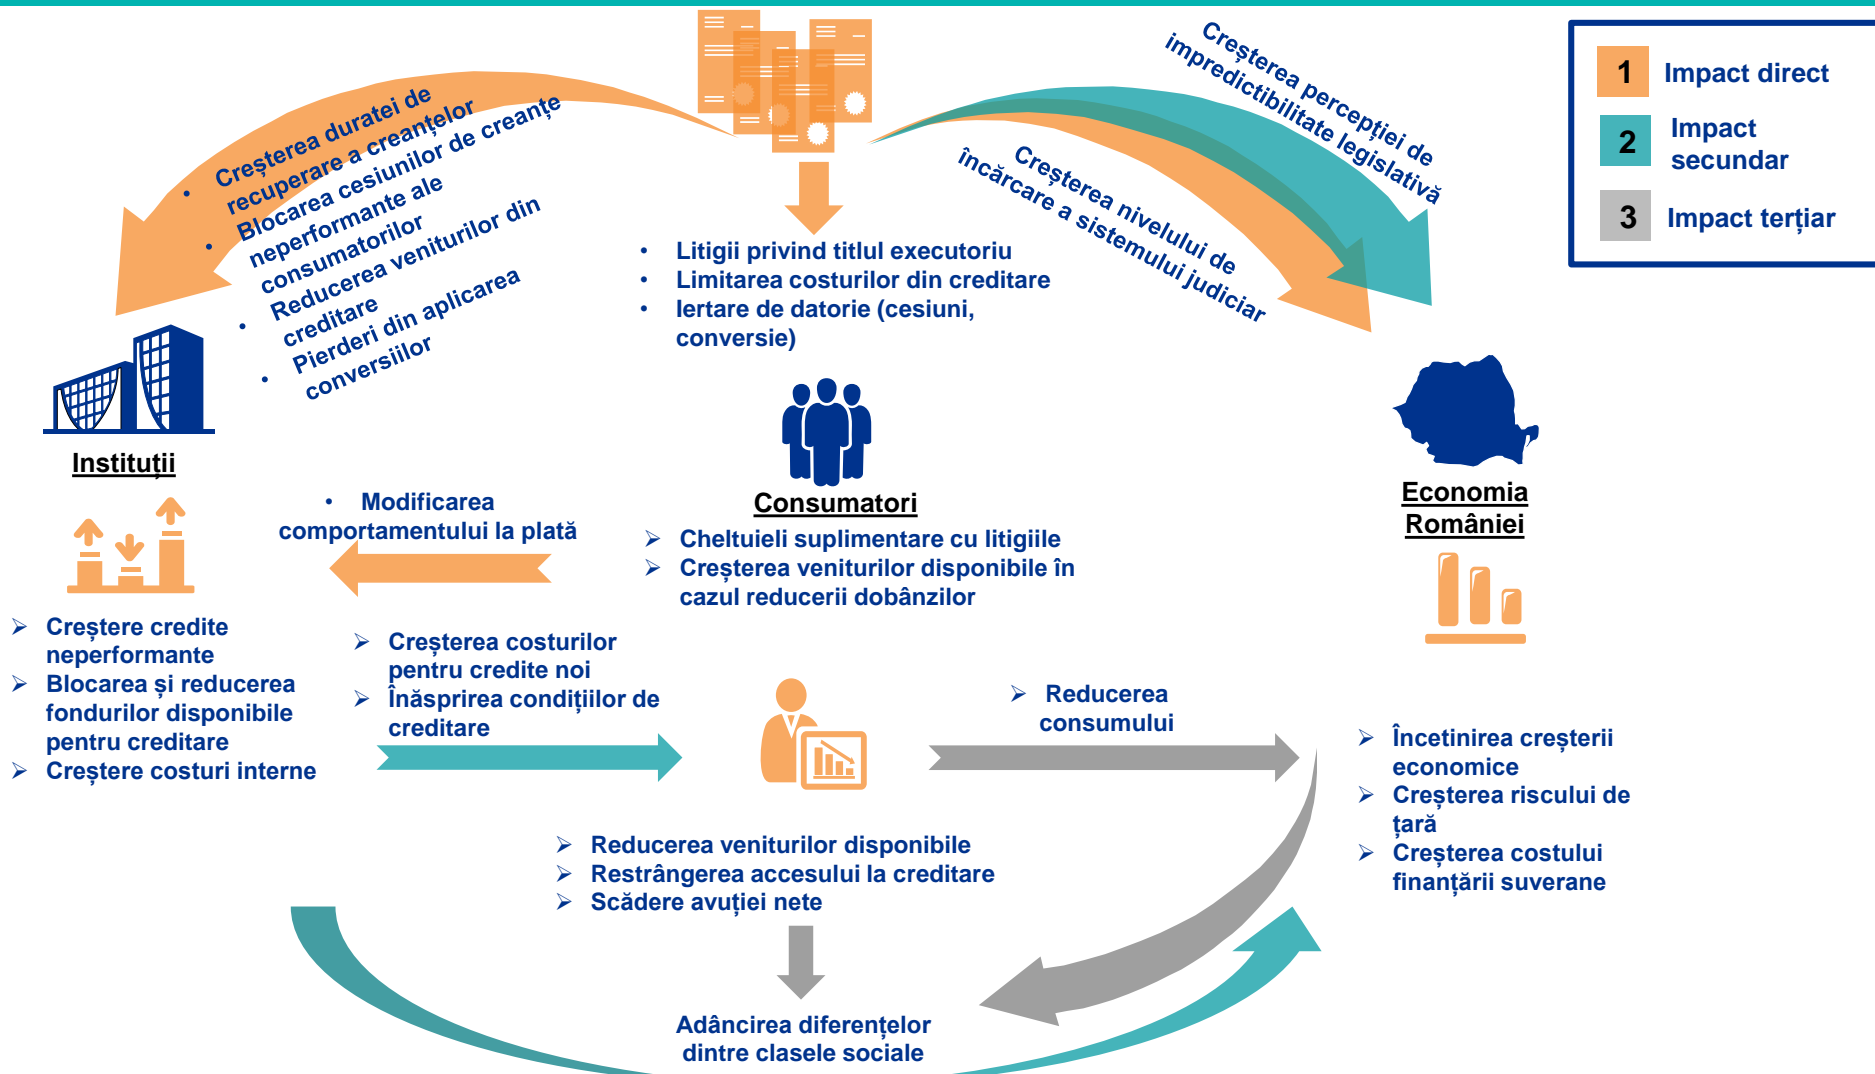 • Creșterea duratei de
recuperare a creanțelor
• Blocarea cesiunilor de creanțe
neperformante ale
consumatorilor
• Reducerea veniturilor din
creditare
• Pierderi din aplicarea
conversiilor
• Litigii privind titlul executoriu
• Limitarea costurilor din creditare
• Iertare de datorie (cesiuni,
conversie)
Creșterea percepției de
impredictibilitate legislativă
Creșterea nivelului de
încărcare a sistemului judiciar
1 Impact direct
2 Impact
secundar
3 Impact terțiar
Instituții
Consumatori
Economia
României
• Modificarea
comportamentului la plată
➢ Cheltuieli suplimentare cu litigiile
➢ Creșterea veniturilor disponibile în
cazul reducerii dobânzilor
➢ Creștere credite
neperformante
➢ Blocarea și reducerea
fondurilor disponibile
pentru creditare
➢ Creștere costuri interne
➢ Creșterea costurilor
pentru credite noi
➢ Înăsprirea condițiilor de
creditare
➢ Reducerea
consumului
➢ Încetinirea creșterii
economice
➢ Creșterea riscului de
țară
➢ Creșterea costului
finanțării suverane
➢ Reducerea veniturilor disponibile
➢ Restrângerea accesului la creditare
➢ Scădere avuției nete
Adâncirea diferențelor
dintre clasele sociale